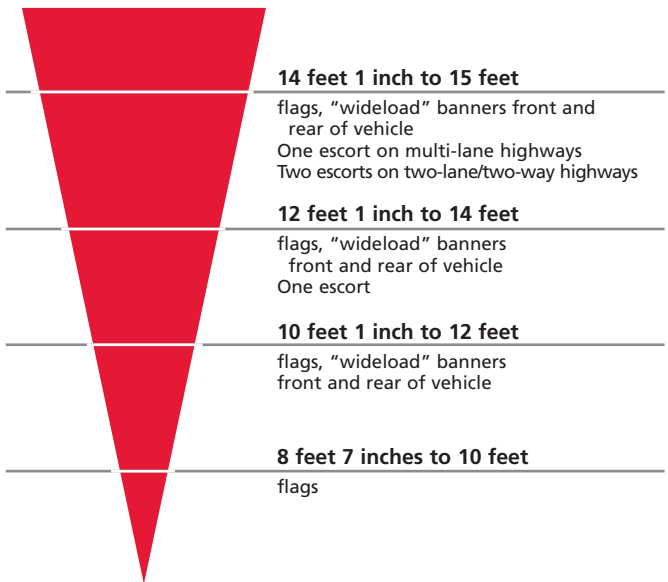 14 feet 1 inch to 15 feet
flags, “wideload” banners front and
rear of vehicle
One escort on multi-lane highways
Two escorts on two-lane/two-way highways
12 feet 1 inch to 14 feet
flags, “wideload” banners
front and rear of vehicle
One escort
10 feet 1 inch to 12 feet
flags, “wideload” banners
front and rear of vehicle
8 feet 7 inches to 10 feet
flags